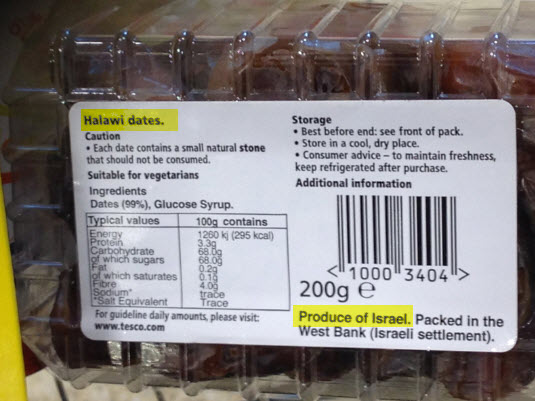 Halawi dates.
Caution
• Each date contains a small natural stone
that should not be consumed.
Suitable for vegetarians
Ingredients
Dates (99%), Glucose Syrup.
Typical values 100g contains
Energy 1260 kj (295 kcal)
Protein 3.3g
Carbohydrate 68.0g
of which sugars 68.0g
Fat 0.2g
of which saturates 0.1g
Fibre 4.0g
Sodium* trace
*Salt Equivalent Trace
For guideline daily amounts, please visit:
www.tesco.com
Storage
• Best before end: see front of pack.
• Store in a cool, dry place.
• Consumer advice – to maintain freshness,
keep refrigerated after purchase.
Additional information
< 1000 3404 >
200g e
Produce of Israel. Packed in the
West Bank (Israeli settlement).